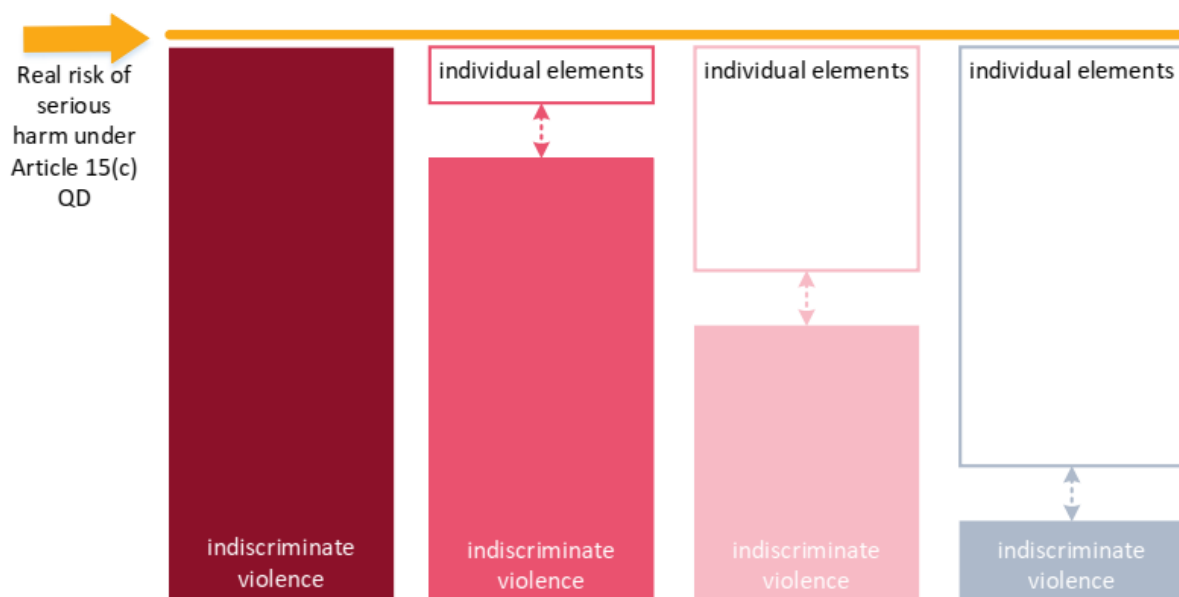 Real risk of
serious
harm under
Article 15(c)
QD
individual elements
individual elements
individual elements
indiscriminate
violence
indiscriminate
violence
indiscriminate
violence
indiscriminate
violence